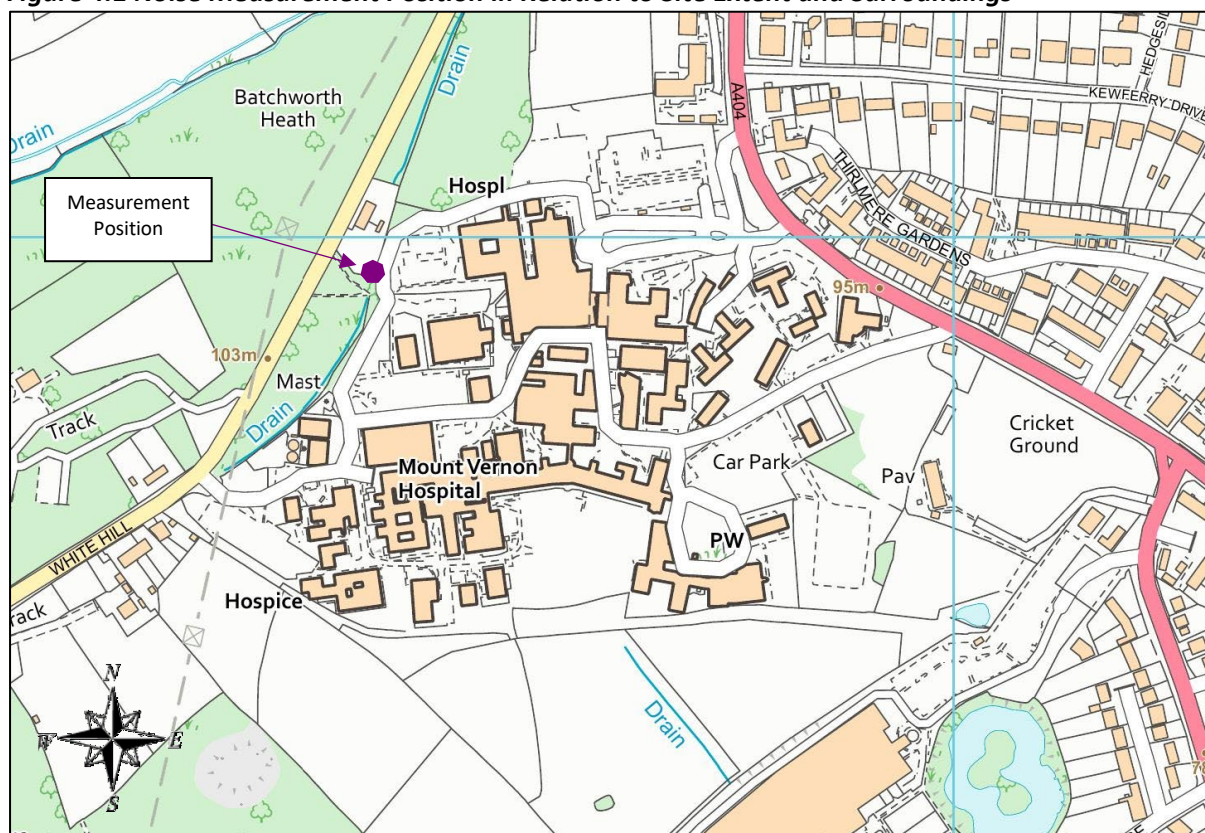 Figure 4.2 Noise Measurement Position in Relation to Site Extent and Surroundings
Drain
Batchworth
Heath
Drain
A404
HEDGESIDE
KEWFERRY DRIVE
Measurement
Position
Hospl
THIRLMERE GARDENS
95m
103m
Mast
Drain
Track
Cricket
Ground
Mount Vernon
Hospital
Car Park
Pav
WHITE HILL
PW
Hospice
Track
Drain
N
W
E
S